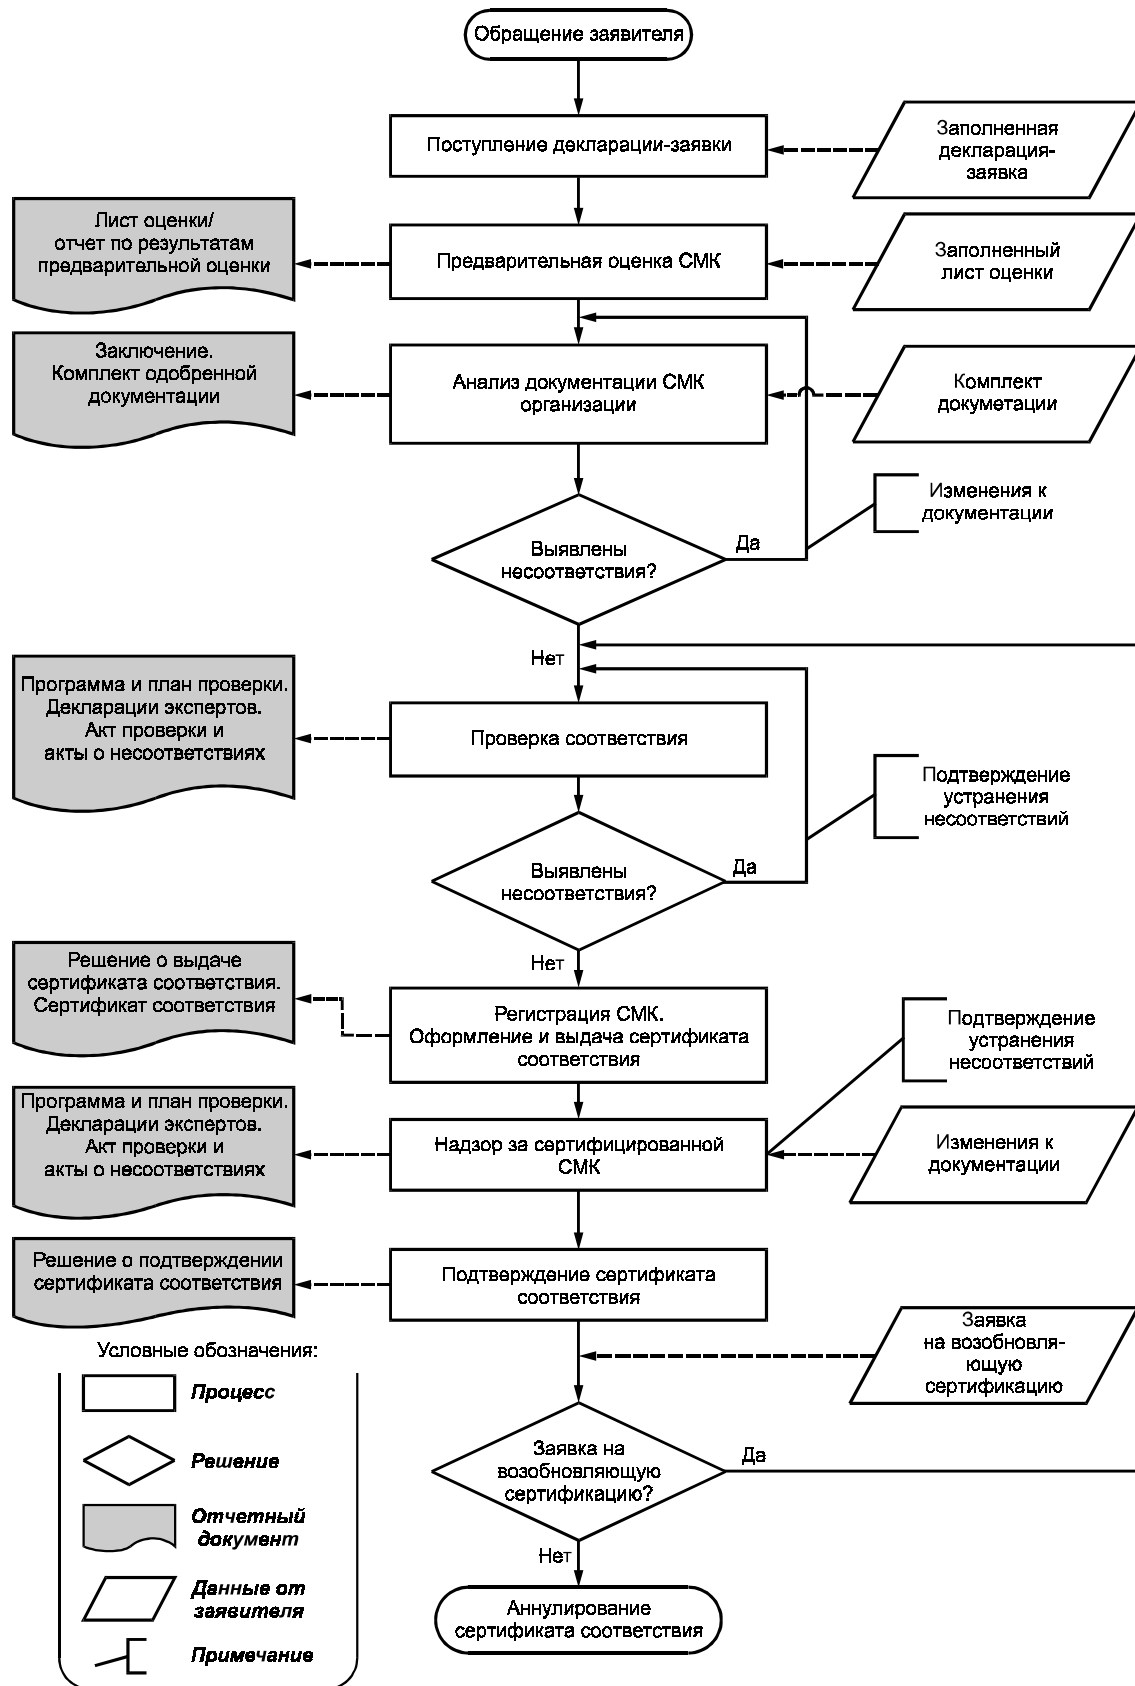 Обращение заявителя
Поступление декларации-заявки
Заполненная
декларация-
заявка
Лист оценки/
отчет по результатам
предварительной оценки
Предварительная оценка СМК
Заполненный
лист оценки
Заключение.
Комплект одобренной
документации
Анализ документации СМК
организации
Комплект
докуметации
Изменения к
документации
Выявлены
несоответствия?
Да
Нет
Программа и план проверки.
Декларации экспертов.
Акт проверки и
акты о несоответствиях
Проверка соответствия
Подтверждение
устранения
несоответствий
Выявлены
несоответствия?
Да
Нет
Решение о выдаче
сертификата соответствия.
Сертификат соответствия
Регистрация СМК.
Оформление и выдача сертификата
соответствия
Подтверждение
устранения
несоответствий
Программа и план проверки.
Декларации экспертов.
Акт проверки и
акты о несоответствиях
Надзор за сертифицированной
СМК
Изменения к
документации
Решение о подтверждении
сертификата соответствия
Подтверждение сертификата
соответствия
Заявка
на возобновля-
ющую
сертификацию
Заявка на
возобновляющую
сертификацию?
Да
Нет
Аннулирование
сертификата соответствия
Условные обозначения:
Процесс
Решение
Отчетный
документ
Данные от
заявителя
Примечание